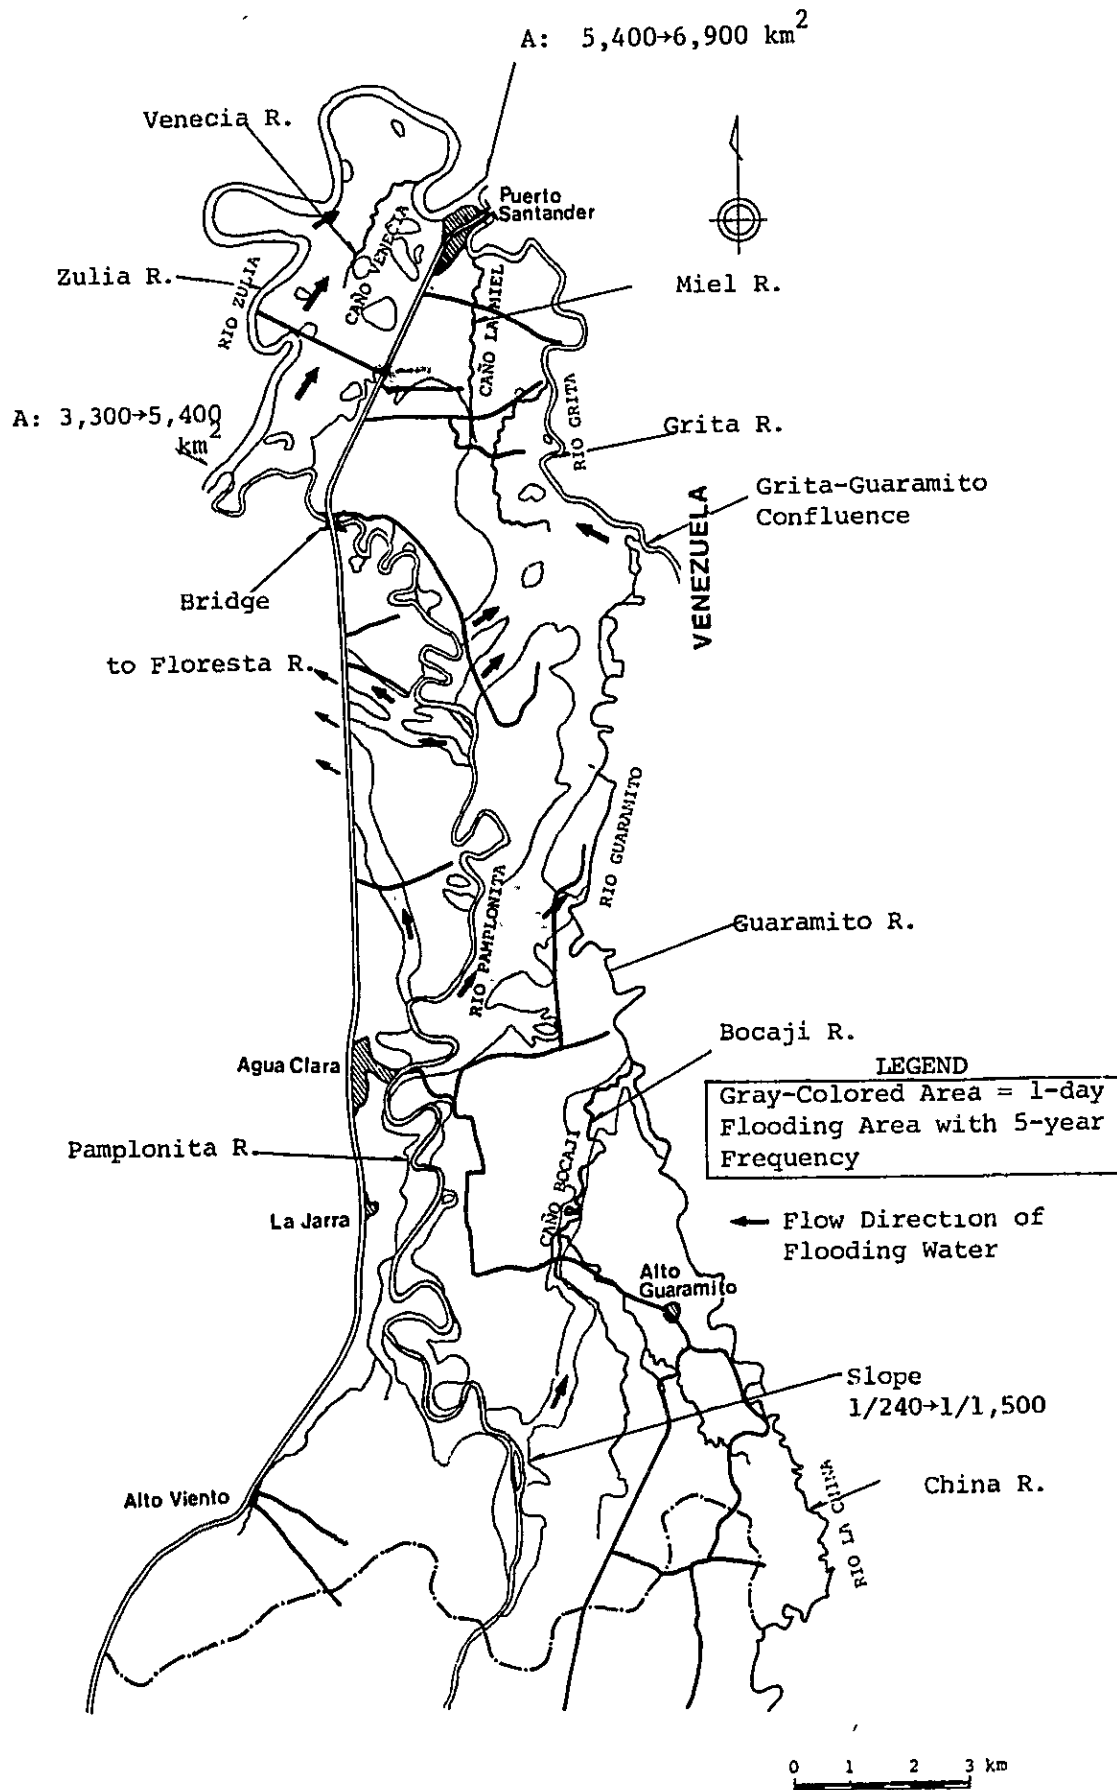 A: 5,400→6,900 km²
Venecia R.
Puerto
Santander
CAÑO VENECIA
Zulia R.
RIO ZULIA
Miel R.
CAÑO LA MIEL
A: 3,300→5,400
km²
RIO GRITA
Grita R.
Grita-Guaramito
Confluence
VENEZUELA
Bridge
to Floresta R.
RIO GUARAMITO
RIO PAMPLONITA
Guaramito R.
Bocaji R.
Agua Clara
LEGEND
Gray-Colored Area = 1-day
Flooding Area with 5-year
Frequency
Pamplonita R.
CAÑO BOCAJI
La Jarra
Flow Direction of
Flooding Water
Alto
Guaramito
Slope
1/240→1/1,500
Alto Viento
China R.
RIO LA CHINA
0 1 2 3 km